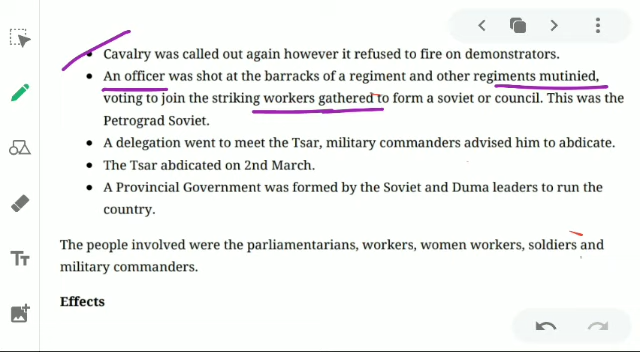 Cavalry was called out again however it refused to fire on demonstrators.
An officer was shot at the barracks of a regiment and other regiments mutinied,
voting to join the striking workers gathered to form a soviet or council. This was the
Petrograd Soviet.
A delegation went to meet the Tsar, military commanders advised him to abdicate.
The Tsar abdicated on 2nd March.
A Provincial Government was formed by the Soviet and Duma leaders to run the
country.
The people involved were the parliamentarians, workers, women workers, soldiers and
military commanders.
Effects
TT